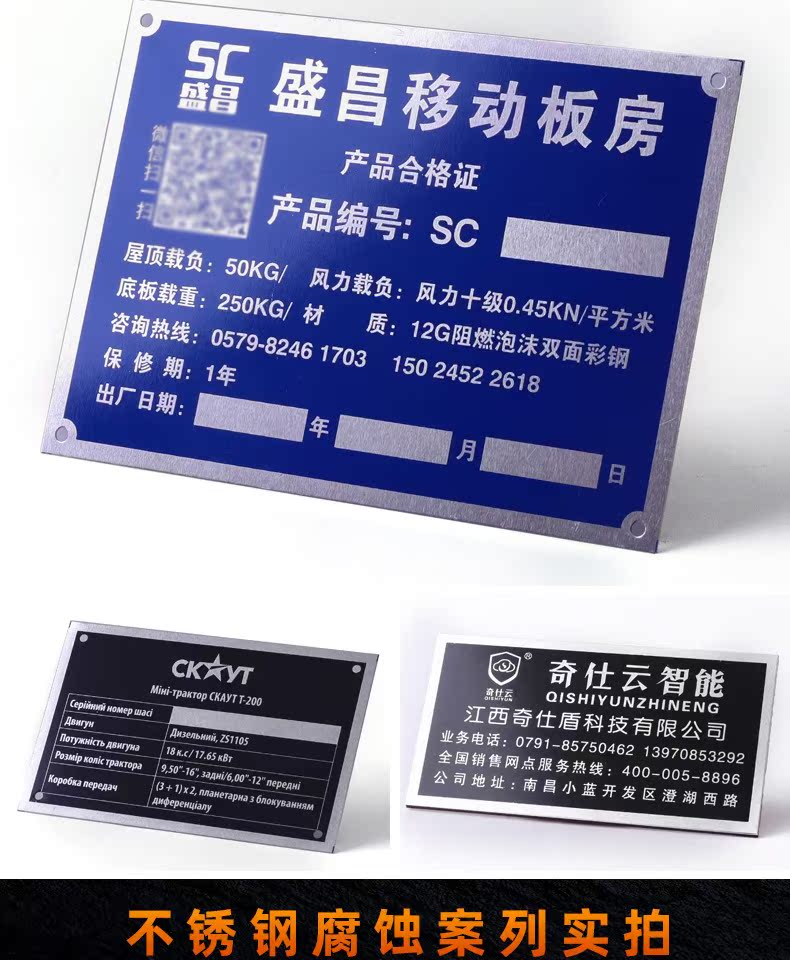 SC
盛昌
盛昌移动板房
微信扫一扫
产品合格证
产品编号: SC
屋顶载负: 50KG/ 风力载负: 风力十级0.45KN/平方米
底板载重: 250KG/ 材 质: 12G阻燃泡沫双面彩钢
咨询热线: 0579-8246 1703 150 2452 2618
保修期: 1年
出厂日期: 年 月 日
СКАУТ
Міні-трактор СКАУТ Т-200
Серійний номер шасі
Двигун Дизельний, ZS1105
Потужність двигуна 18 к.с / 17.65 кВт
Розмір коліс трактора 9,50"-16", задні/6,00"-12" передні
Коробка передач (3 + 1) x 2, планетарна з блокуванням
диференціалу
奇仕云
QISHIYUN
®
奇仕云智能
QISHIYUNZHINENG
江西奇仕盾科技有限公司
业务电话: 0791-85750462 13970853292
全国销售网点服务热线: 400-005-8896
公司地址: 南昌小蓝开发区澄湖西路
不锈钢腐蚀案列实拍